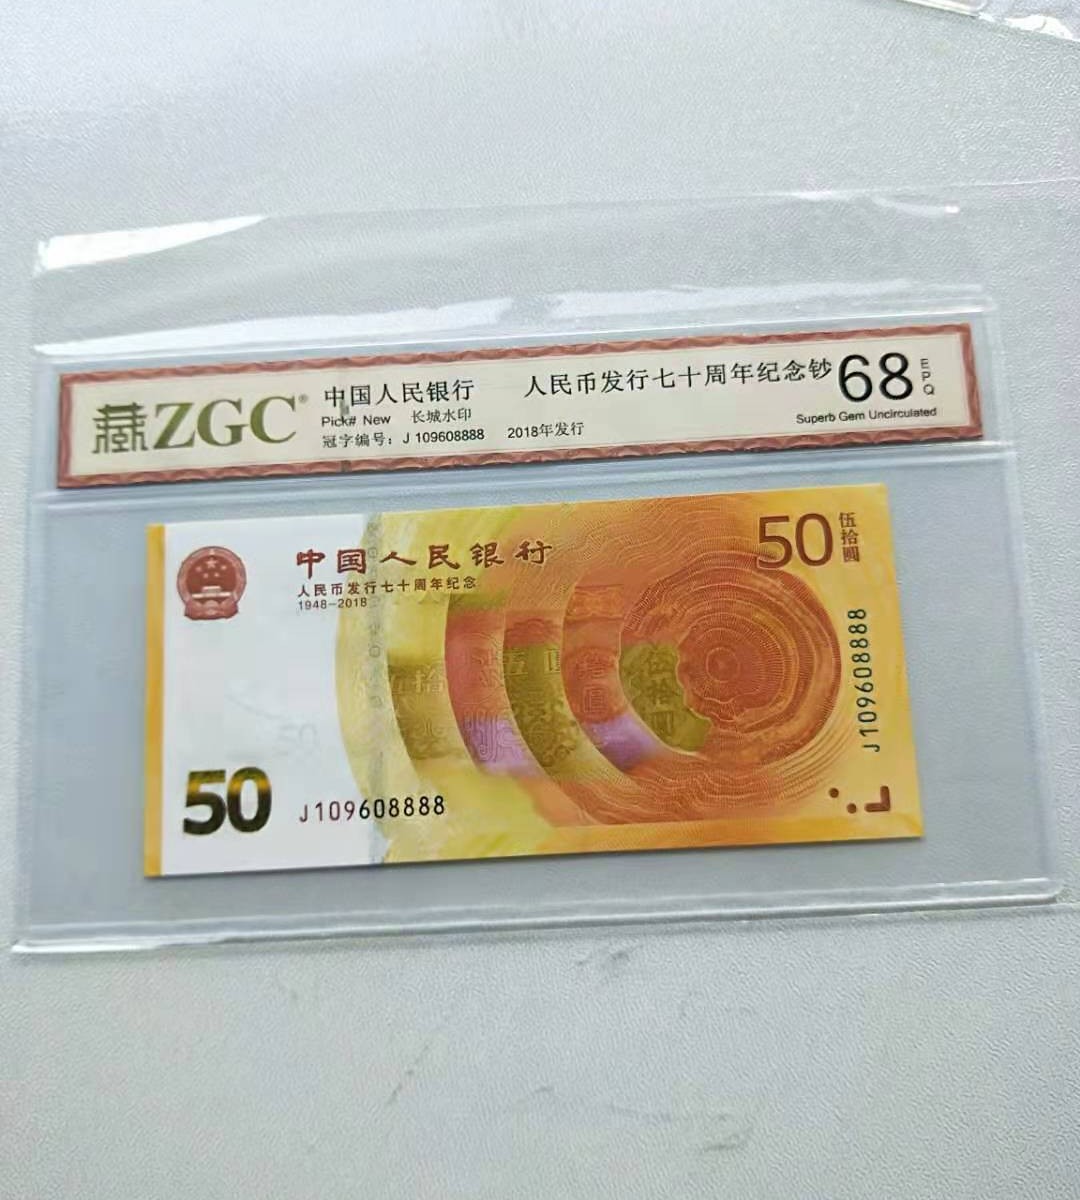 藏ZGC®
中国人民银行
Pick# New 长城水印
冠字编号：J 109608888 2018年发行
人民币发行七十周年纪念钞
68
EPQ
Superb Gem Uncirculated
中国人民银行
人民币发行七十周年纪念
1948-2018
50
伍拾圆
J109608888
伍拾圆
50
J109608888